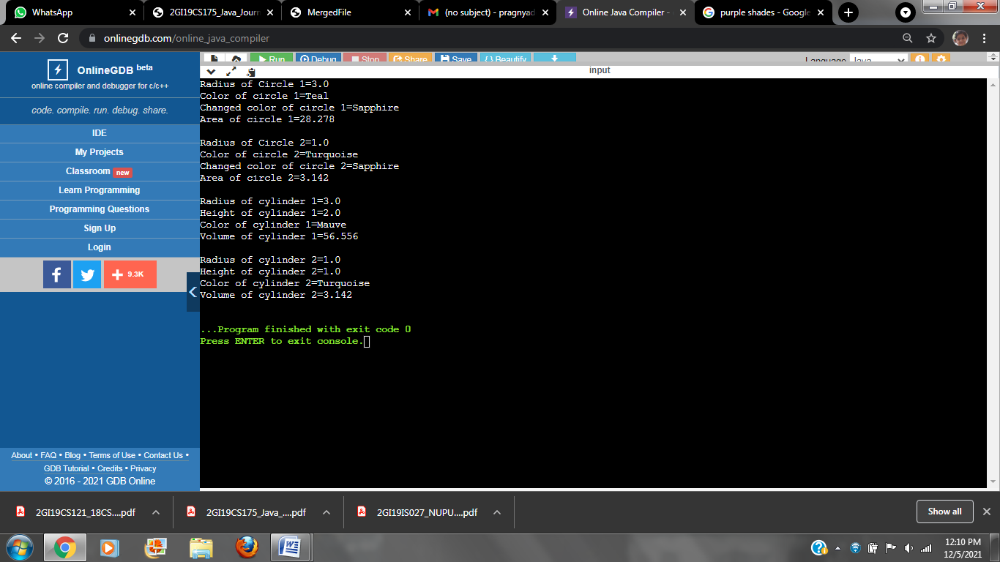 WhatsApp
2GI19CS175_Java_Jour
MergedFile
(no subject) - pragnyad
Online Java Compiler -
purple shades - Google
onlinegdb.com/online_java_compiler
OnlineGDB beta
online compiler and debugger for c/c++
code. compile. run. debug. share.
IDE
My Projects
Classroom new
Learn Programming
Programming Questions
Sign Up
Login
9.3K
About • FAQ • Blog • Terms of Use • Contact Us •
GDB Tutorial • Credits • Privacy
© 2016 - 2021 GDB Online
Run Debug Stop Share Save { } Beautify
Language Java
input
Radius of Circle 1=3.0
Color of circle 1=Teal
Changed color of circle 1=Sapphire
Area of circle 1=28.278
Radius of Circle 2=1.0
Color of circle 2=Turquoise
Changed color of circle 2=Sapphire
Area of circle 2=3.142
Radius of cylinder 1=3.0
Height of cylinder 1=2.0
Color of cylinder 1=Mauve
Volume of cylinder 1=56.556
Radius of cylinder 2=1.0
Height of cylinder 2=1.0
Color of cylinder 2=Turquoise
Volume of cylinder 2=3.142
...Program finished with exit code 0
Press ENTER to exit console.
2GI19CS121_18CS....pdf
2GI19CS175_Java_....pdf
2GI19IS027_NUPU....pdf
Show all
12:10 PM
12/5/2021